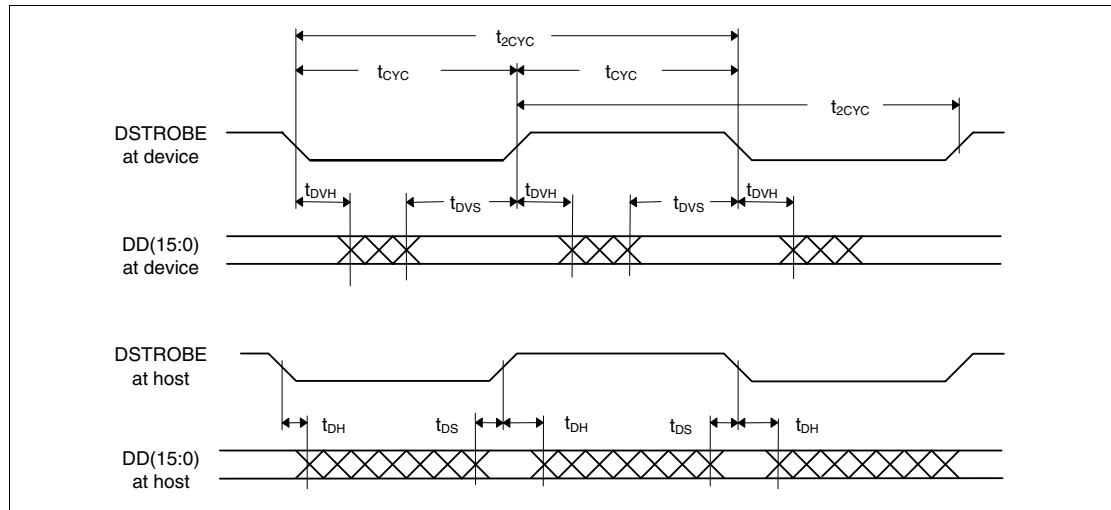 t2CYC
tCYC tCYC
t2CYC
DSTROBE
at device
tDVH tDVS tDVH tDVS tDVH
DD(15:0)
at device
DSTROBE
at host
tDH tDS tDH tDS tDH
DD(15:0)
at host